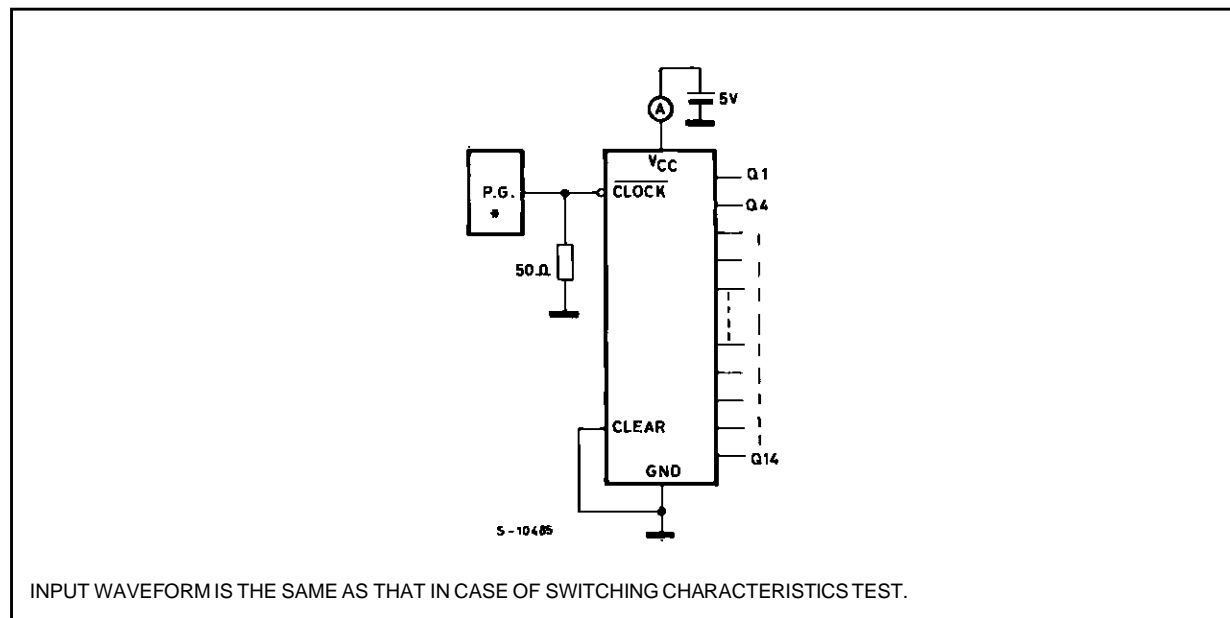 5V
A
VCC
Q1
P.G.
*
CLOCK
Q4
50Ω
CLEAR
Q14
GND
S-10485
INPUT WAVEFORM IS THE SAME AS THAT IN CASE OF SWITCHING CHARACTERISTICS TEST.